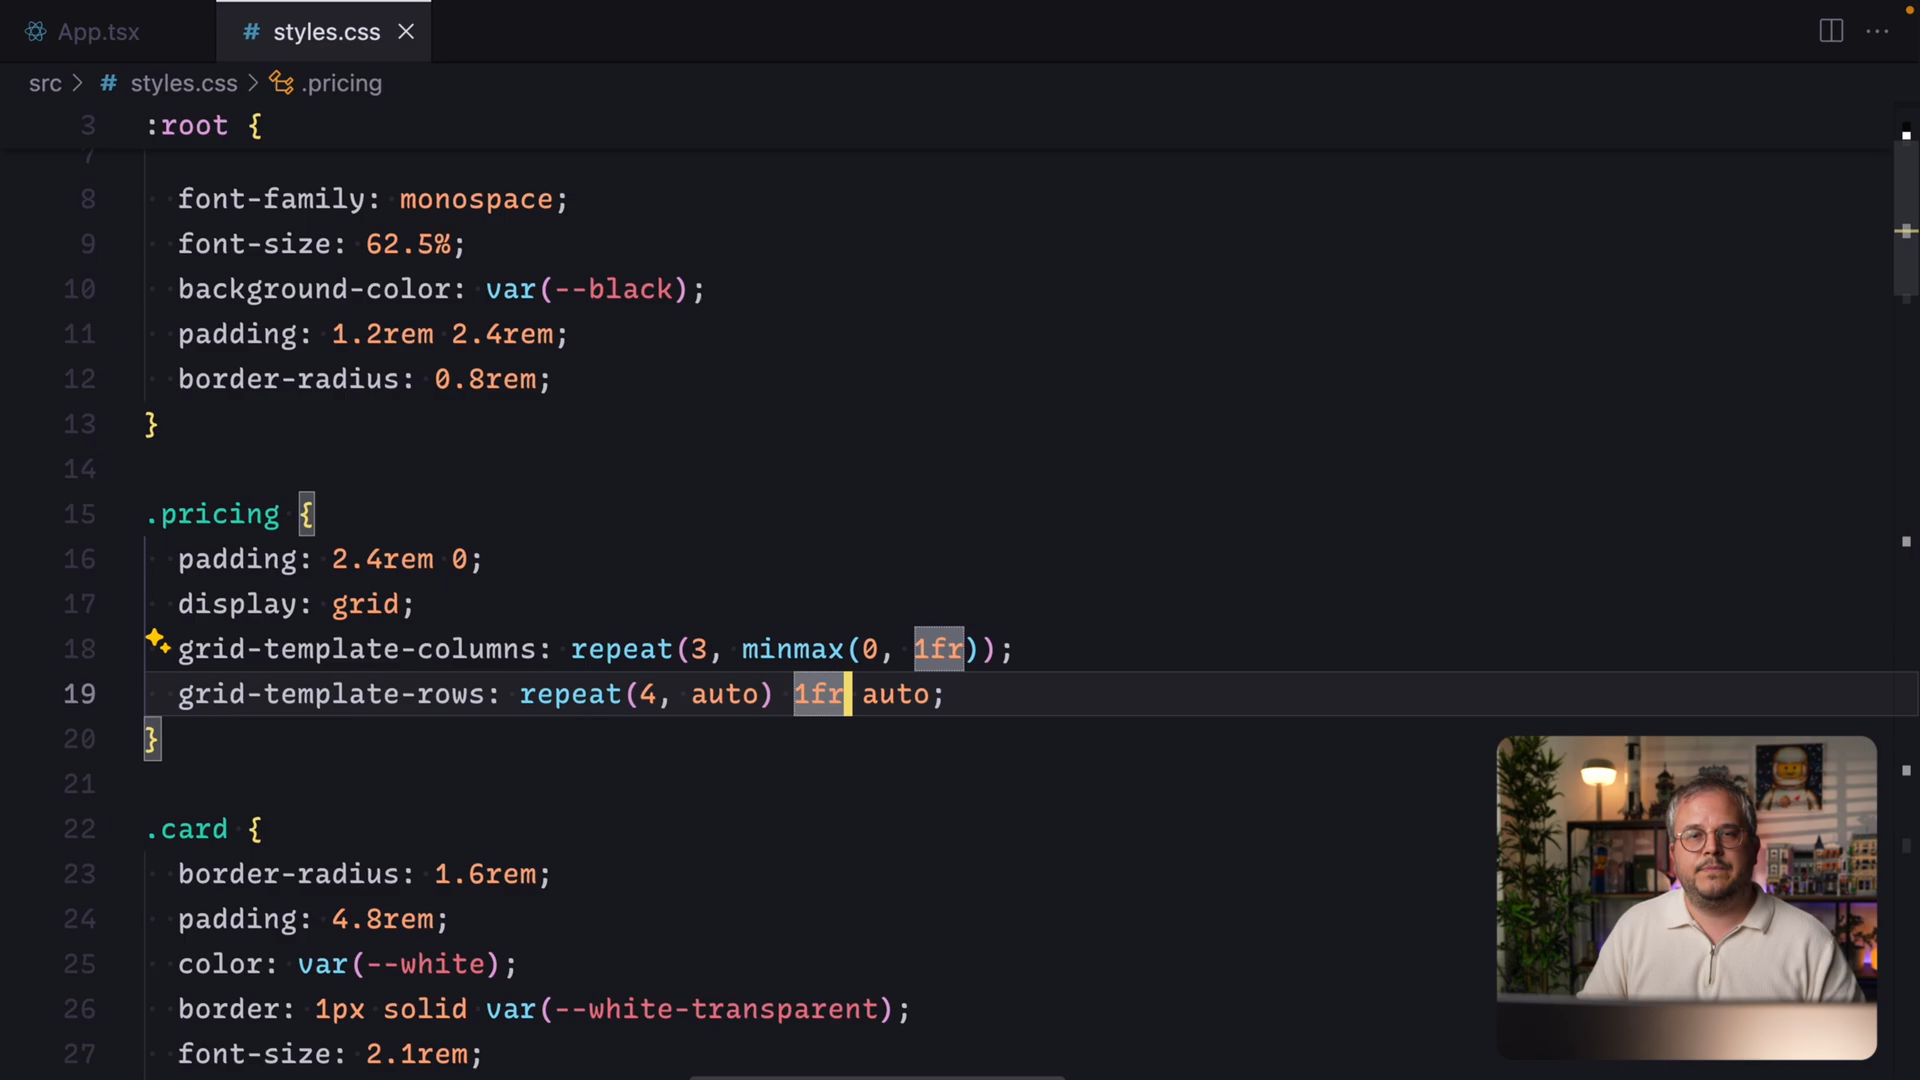 App.tsx
# styles.css
src > # styles.css > .pricing
3 :root {
7
8 font-family: monospace;
9 font-size: 62.5%;
10 background-color: var(--black);
11 padding: 1.2rem 2.4rem;
12 border-radius: 0.8rem;
13 }
14
15 .pricing {
16 padding: 2.4rem 0;
17 display: grid;
18 grid-template-columns: repeat(3, minmax(0, 1fr));
19 grid-template-rows: repeat(4, auto) 1fr auto;
20 }
21
22 .card {
23 border-radius: 1.6rem;
24 padding: 4.8rem;
25 color: var(--white);
26 border: 1px solid var(--white-transparent);
27 font-size: 2.1rem;